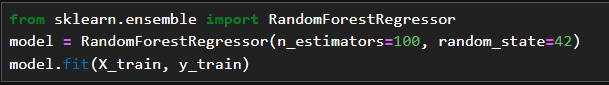 from sklearn.ensemble import RandomForestRegressor
model = RandomForestRegressor(n_estimators=100, random_state=42)
model.fit(X_train, y_train)